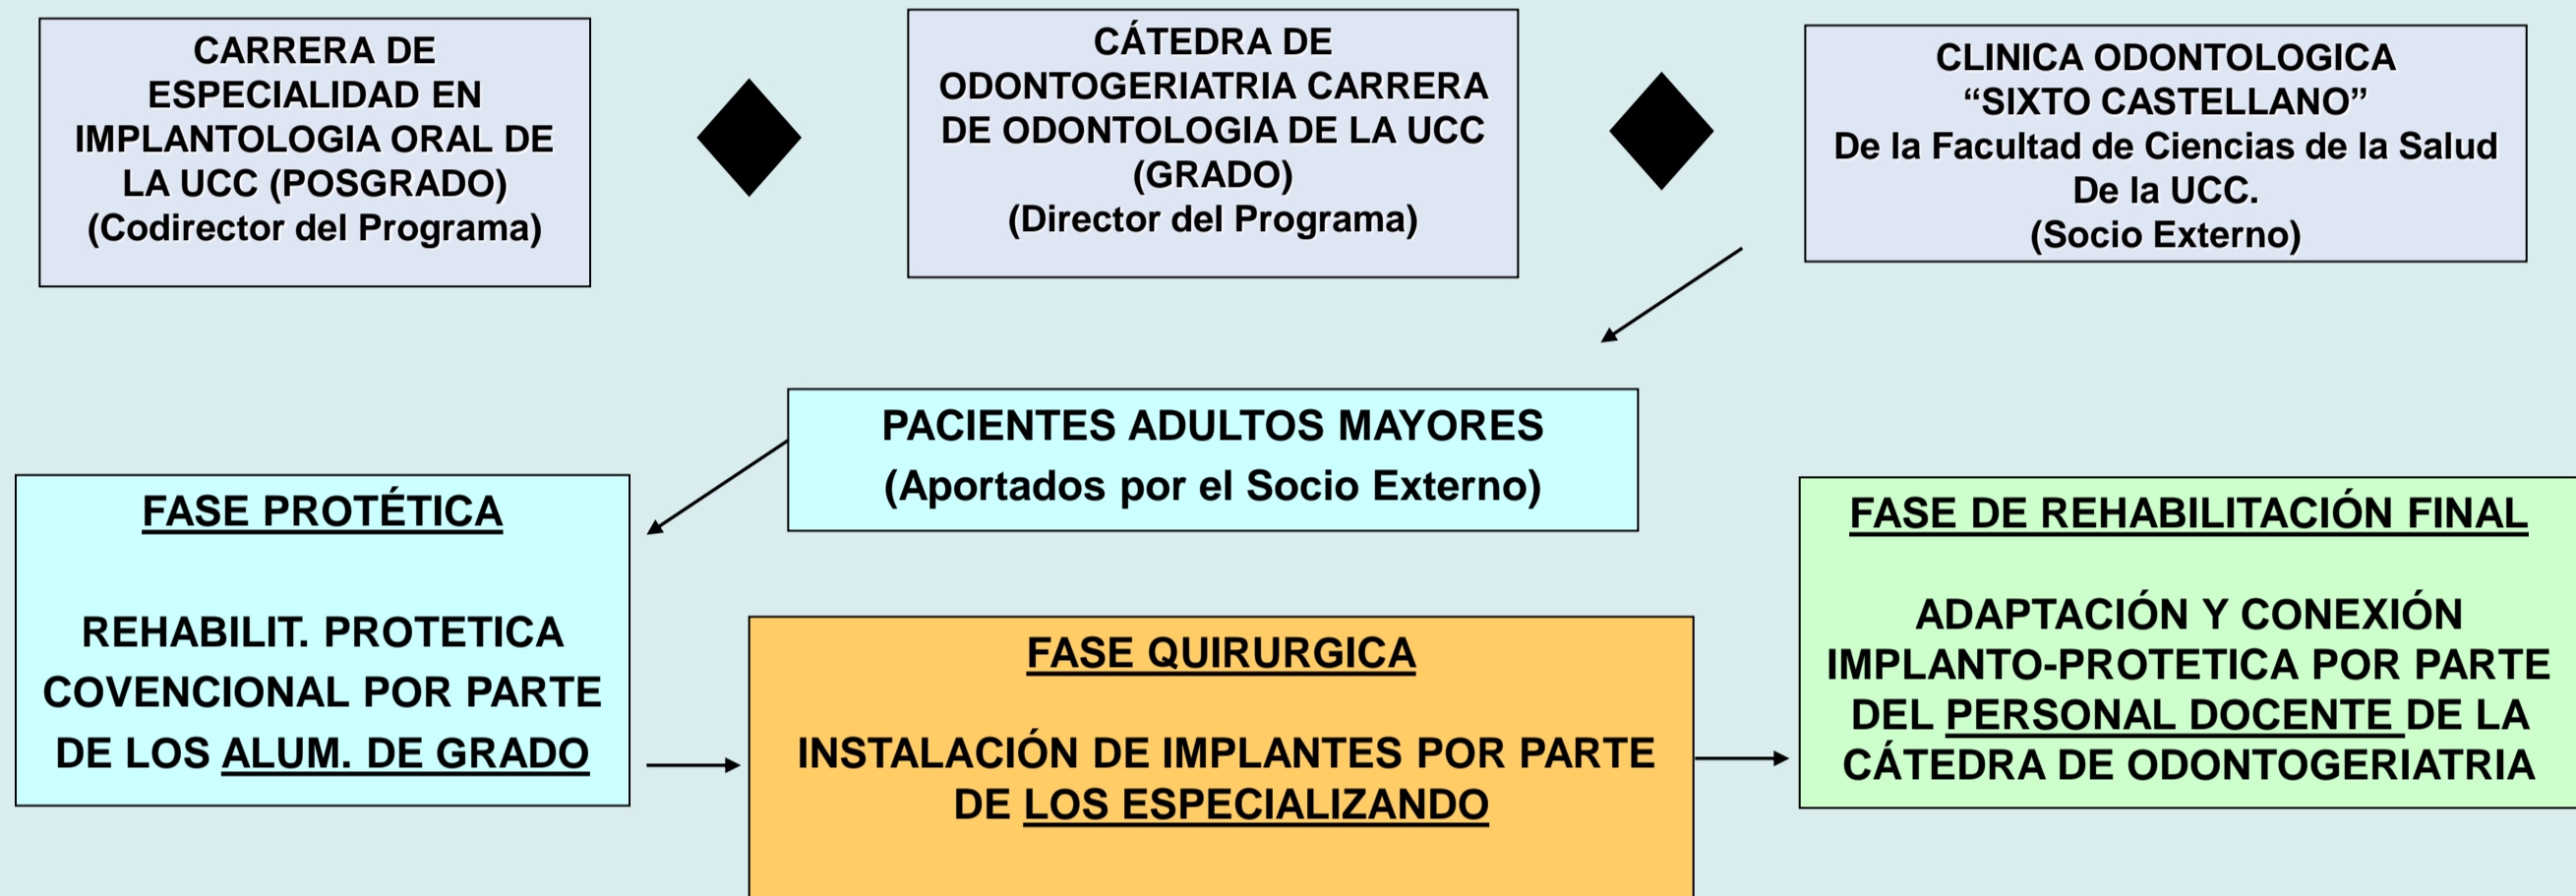 CARRERA DE
ESPECIALIDAD EN
IMPLANTOLOGIA ORAL DE
LA UCC (POSGRADO)
(Codirector del Programa)
CÁTEDRA DE
ODONTOGERIATRIA CARRERA
DE ODONTOLOGIA DE LA UCC
(GRADO)
(Director del Programa)
CLINICA ODONTOLOGICA
“SIXTO CASTELLANO”
De la Facultad de Ciencias de la Salud
De la UCC.
(Socio Externo)
PACIENTES ADULTOS MAYORES
(Aportados por el Socio Externo)
FASE PROTÉTICA
REHABILIT. PROTETICA
COVENCIONAL POR PARTE
DE LOS ALUM. DE GRADO
FASE QUIRURGICA
INSTALACIÓN DE IMPLANTES POR PARTE
DE LOS ESPECIALIZANDO
FASE DE REHABILITACIÓN FINAL
ADAPTACIÓN Y CONEXIÓN
IMPLANTO-PROTETICA POR PARTE
DEL PERSONAL DOCENTE DE LA
CÁTEDRA DE ODONTOGERIATRIA